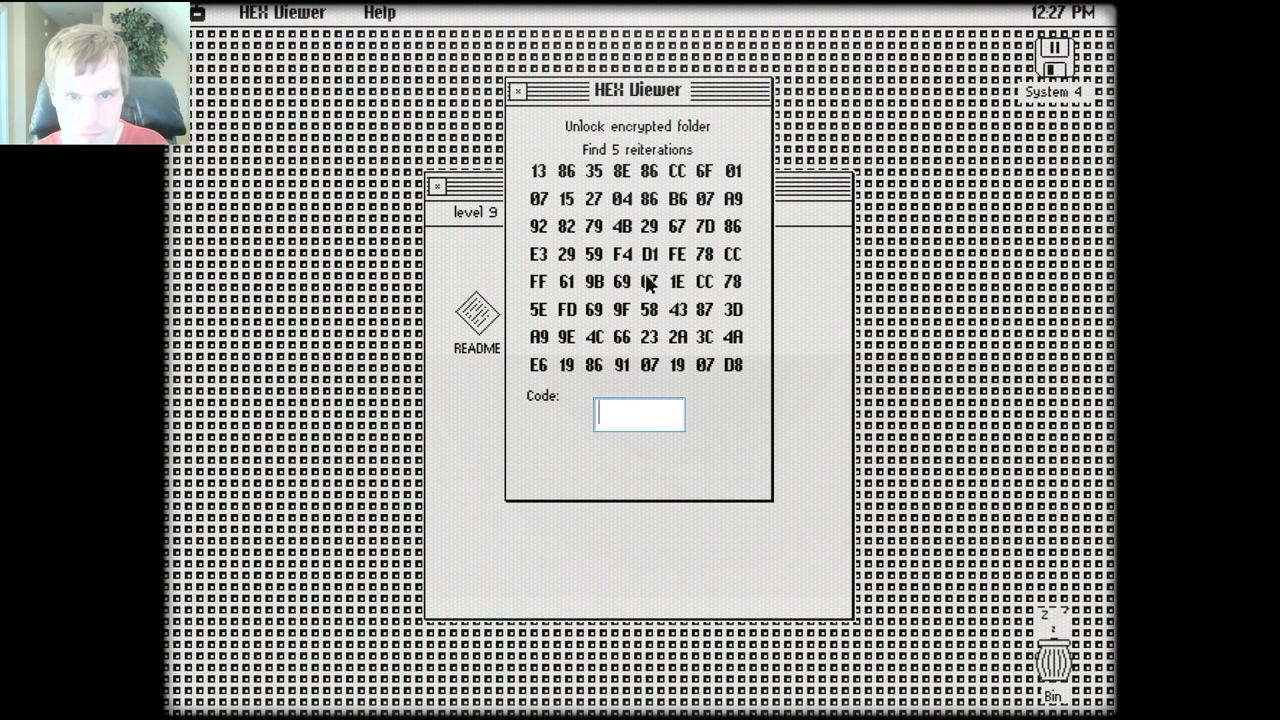 HEX Viewer Help 12:27 PM
System 4
HEX Viewer
Unlock encrypted folder
Find 5 reiterations
13 86 35 8E 86 CC 6F 01
07 15 27 04 86 B6 07 A9
92 82 79 4B 29 67 7D 86
E3 29 59 F4 D1 FE 78 CC
FF 61 9B 69 1E CC 78
5E FD 69 9F 58 43 87 3D
A9 9E 4C 66 23 2A 3C 4A
E6 19 86 91 07 19 07 D8
Code:
level 9
README
z z
z
Bin